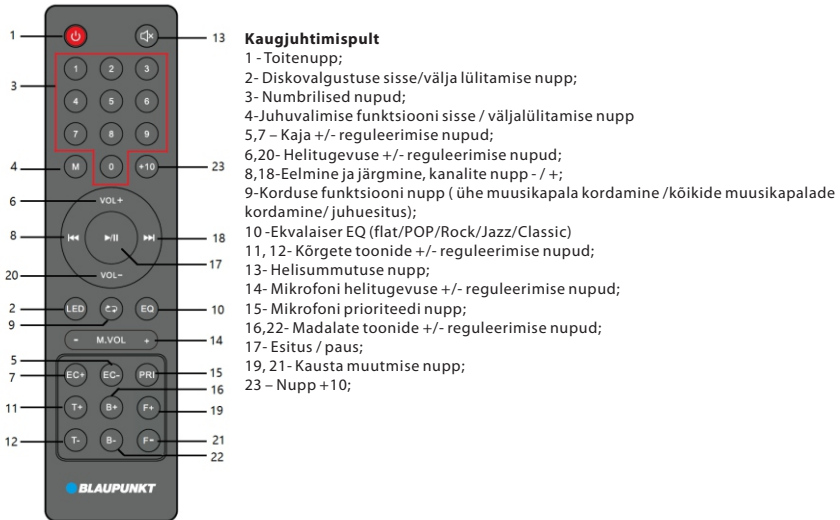 Kaugjuhtimispult
1 - Toitenupp;
2- Diskovalgustuse sisse/välja lülitamise nupp;
3- Numbrilised nupud;
4-Juhuvalimise funktsiooni sisse / väljalülitamise nupp
5,7 – Kaja +/- reguleerimise nupud;
6,20- Helitugevuse +/- reguleerimise nupud;
8,18-Eelmine ja järgmine, kanalite nupp - / +;
9-Korduse funktsiooni nupp ( ühe muusikapala kordamine /kõikide muusikapalade
kordamine/ juhuesitus);
10 -Ekvalaiser EQ (flat/POP/Rock/Jazz/Classic)
11, 12- Kõrgete toonide +/- reguleerimise nupud;
13- Helisummutuse nupp;
14- Mikrofoni helitugevuse +/- reguleerimise nupud;
15- Mikrofoni prioriteedi nupp;
16,22- Madalate toonide +/- reguleerimise nupud;
17- Esitus / paus;
19, 21- Kausta muutmise nupp;
23 – Nupp +10;
1 13
1 2 3
3
4 5 6
7 8 9
4 M 0 +10 23
6 VOL+
8 18
17
20 VOL-
2 LED EQ 10
9
- M.VOL + 14
5
7 EC+ EC- PRI 15
16
11 T+ B+ F+ 19
12 T- B- F- 21
22
BLAUPUNKT